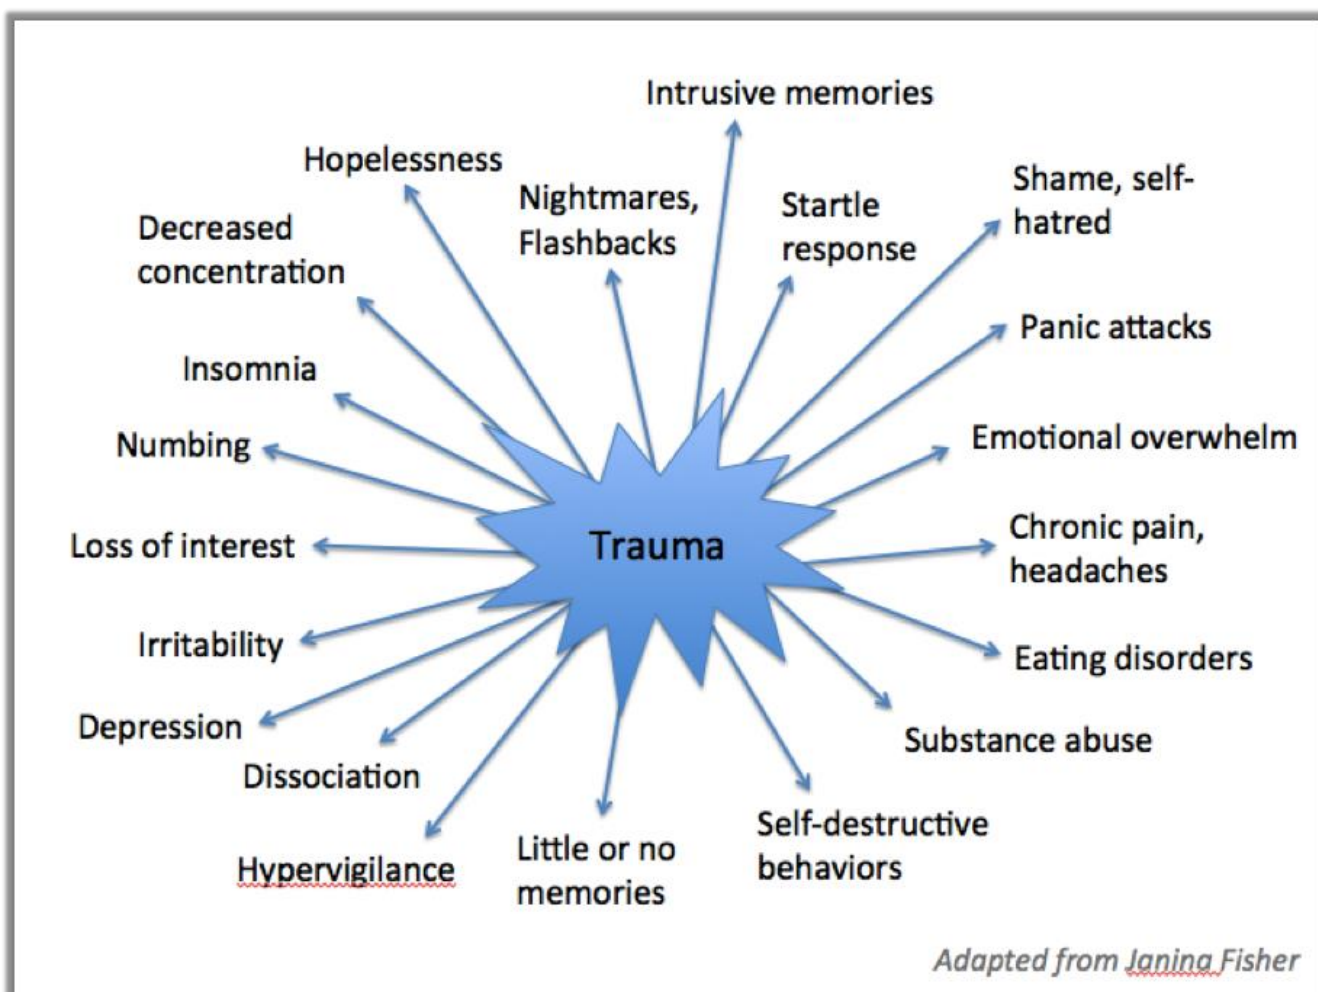 Intrusive memories
Hopelessness
Nightmares,
Flashbacks
Startle
response
Shame, self-
hatred
Decreased
concentration
Panic attacks
Insomnia
Numbing
Emotional overwhelm
Loss of interest
Trauma
Chronic pain,
headaches
Irritability
Eating disorders
Depression
Substance abuse
Dissociation
Hypervigilance
Little or no
memories
Self-destructive
behaviors
Adapted from Janina Fisher